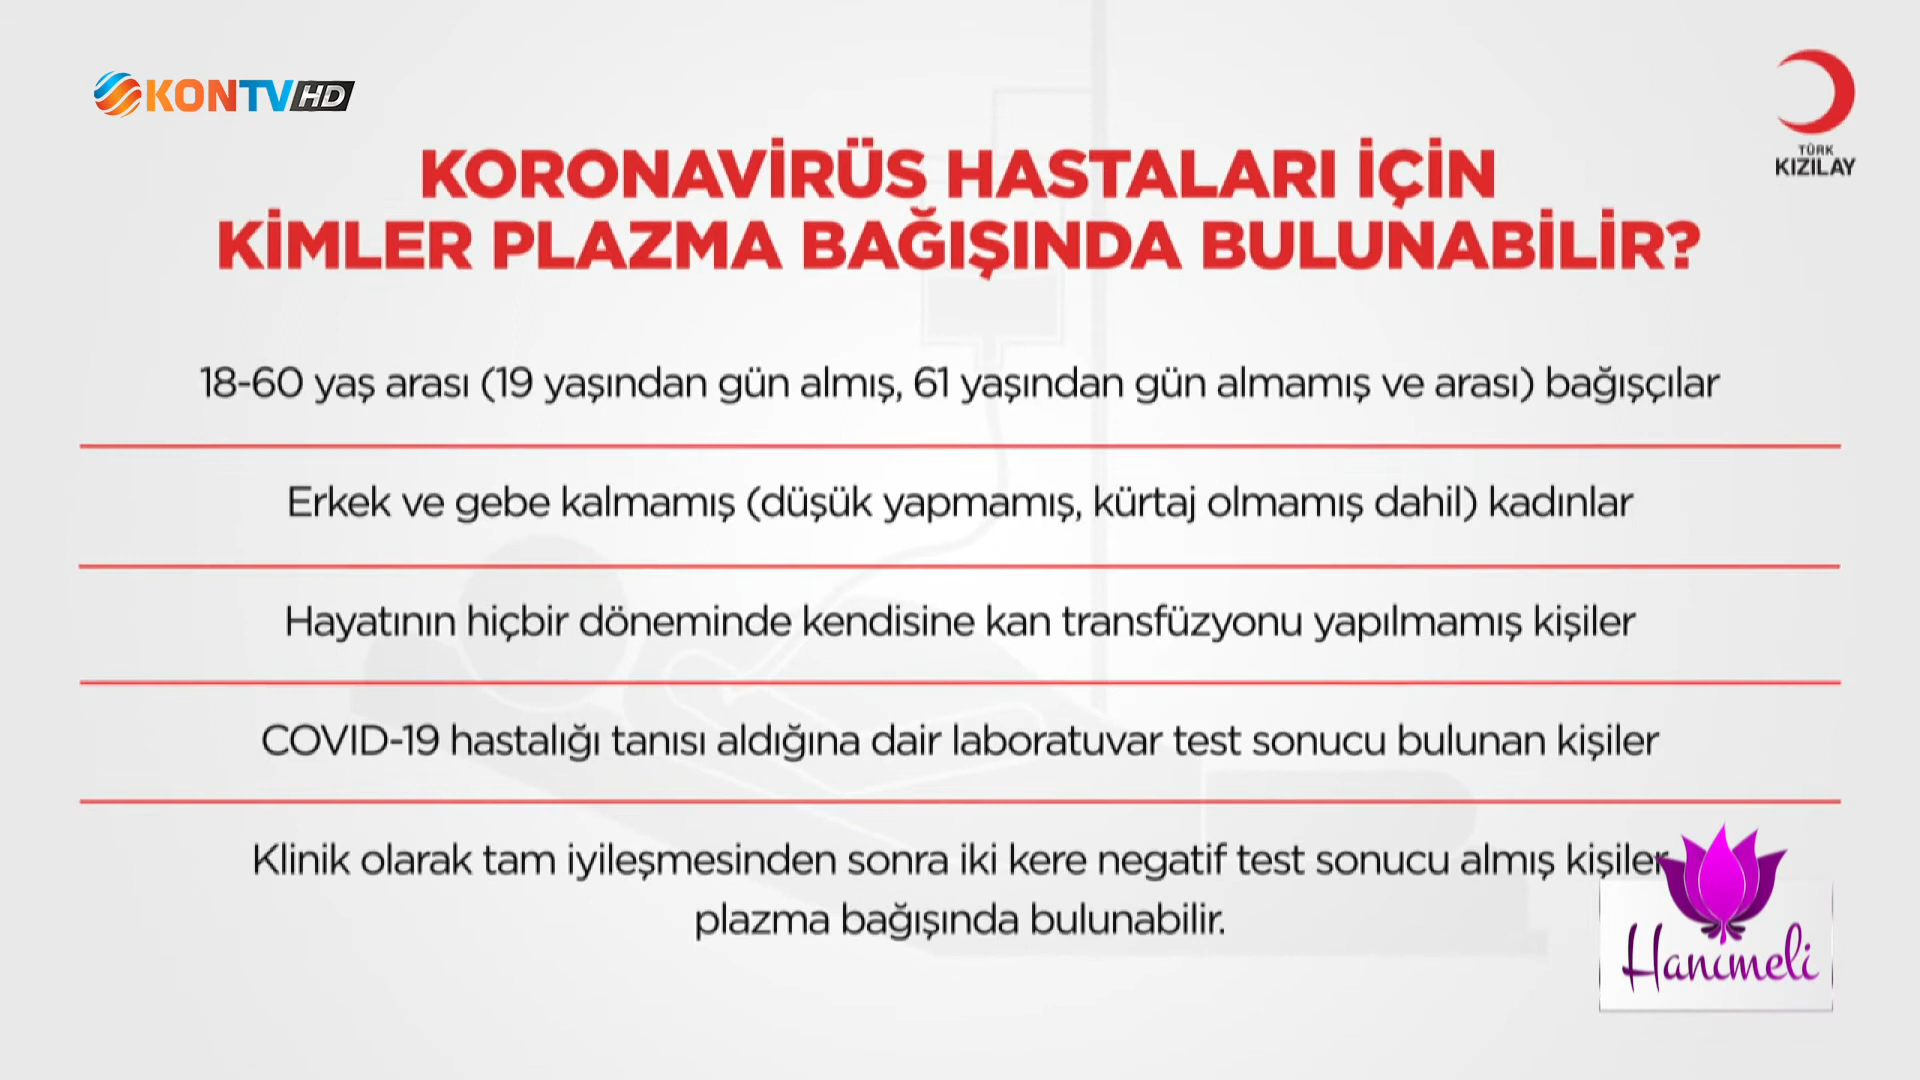 KONTV HD
TÜRK
KIZILAY
KORONAVİRÜS HASTALARI İÇİN
KİMLER PLAZMA BAĞIŞINDA BULUNABİLİR?
18-60 yaş arası (19 yaşından gün almış, 61 yaşından gün almamış ve arası) bağışçılar
Erkek ve gebe kalmamış (düşük yapmamış, kürtaj olmamış dahil) kadınlar
Hayatının hiçbir döneminde kendisine kan transfüzyonu yapılmamış kişiler
COVID-19 hastalığı tanısı aldığına dair laboratuvar test sonucu bulunan kişiler
Klinik olarak tam iyileşmesinden sonra iki kere negatif test sonucu almış kişiler
plazma bağışında bulunabilir.
Hanımeli